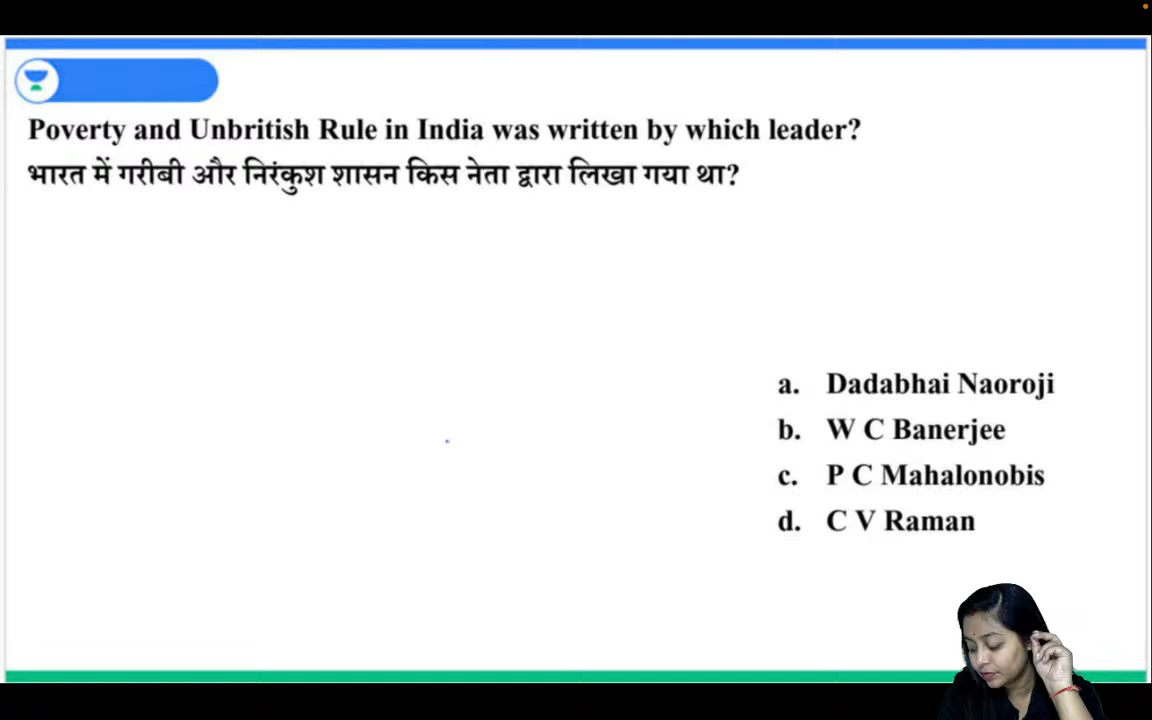 Poverty and Unbritish Rule in India was written by which leader?
भारत में गरीबी और निरंकुश शासन किस नेता द्वारा लिखा गया था?
a. Dadabhai Naoroji
b. W C Banerjee
c. P C Mahalonobis
d. C V Raman